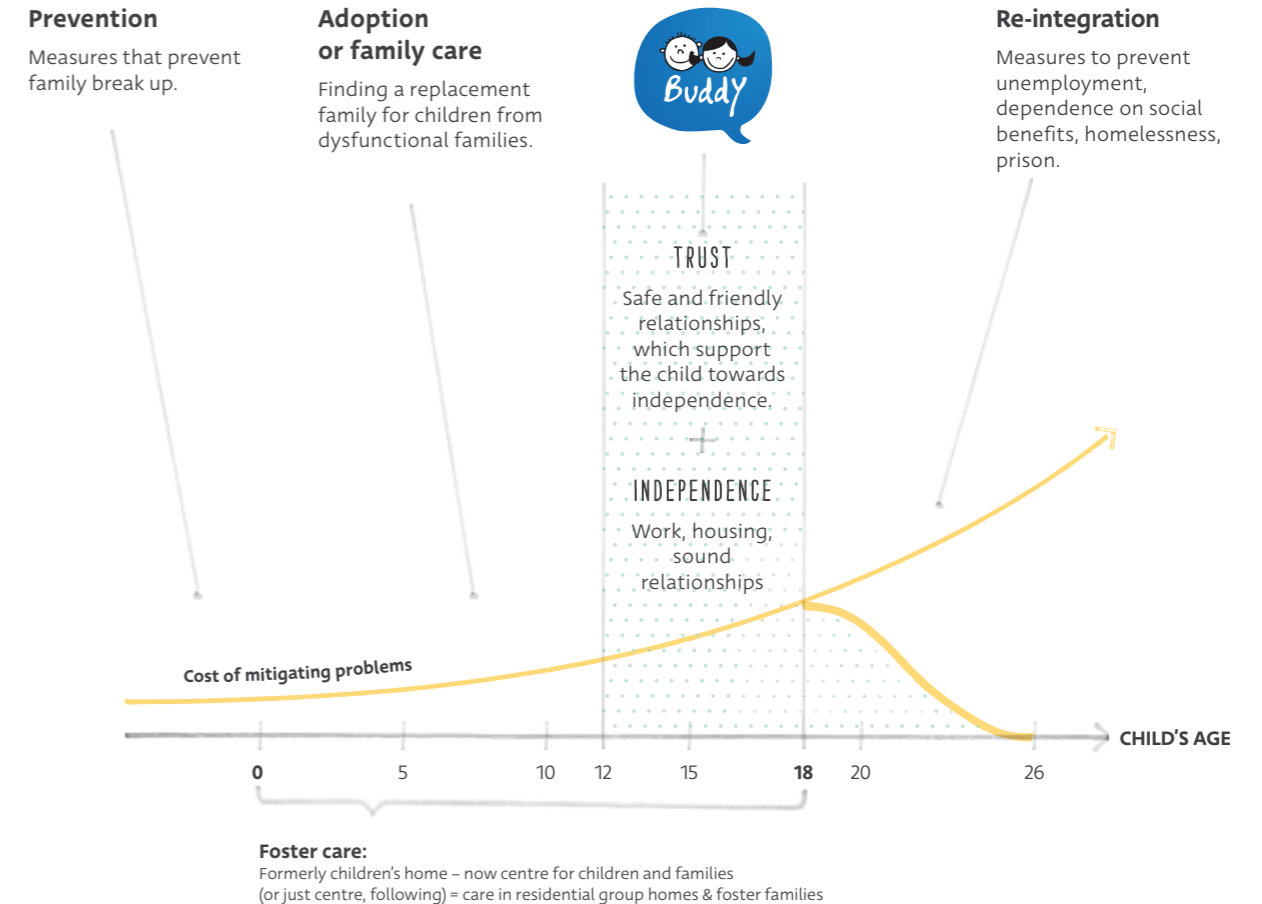 Prevention
Measures that prevent
family break up.
Adoption
or family care
Finding a replacement
family for children from
dysfunctional families.
Buddy
Re-integration
Measures to prevent
unemployment,
dependence on social
benefits, homelessness,
prison.
TRUST
Safe and friendly
relationships,
which support
the child towards
independence.
+
INDEPENDENCE
Work, housing,
sound
relationships
Cost of mitigating problems
CHILD'S AGE
0 5 10 12 15 18 20 26
Foster care:
Formerly children's home – now centre for children and families
(or just centre, following) = care in residential group homes & foster families